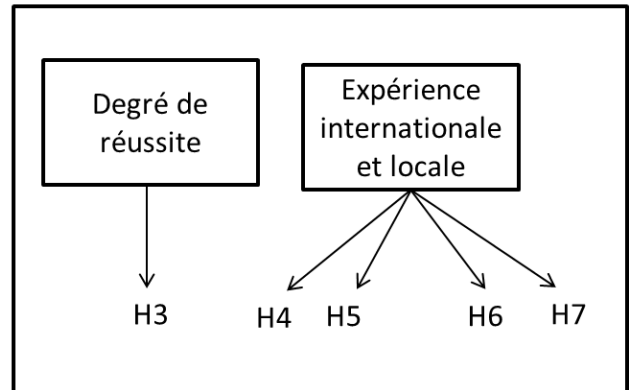 Degré de
réussite
Expérience
internationale
et locale
H3
H4
H5
H6
H7